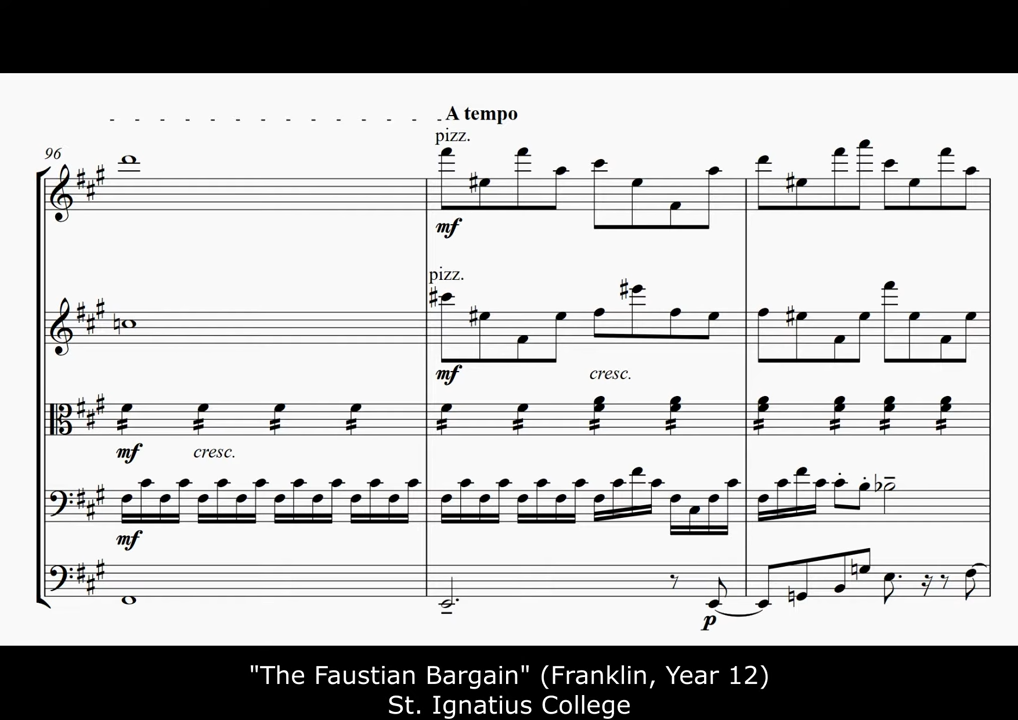 A tempo
pizz.
96
mf
pizz.
mf
cresc.
mf
cresc.
mf
p
"The Faustian Bargain" (Franklin, Year 12)
St. Ignatius College